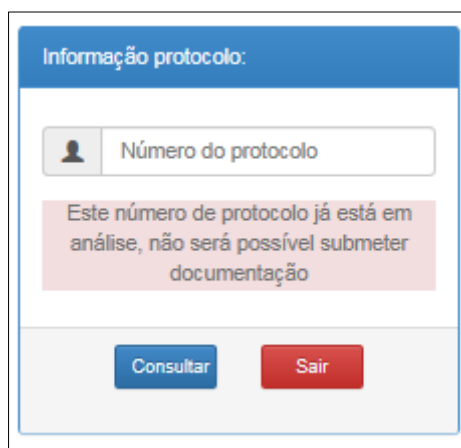 Informação protocolo:
Número do protocolo
Este número de protocolo já está em
análise, não será possível submeter
documentação
Consultar Sair